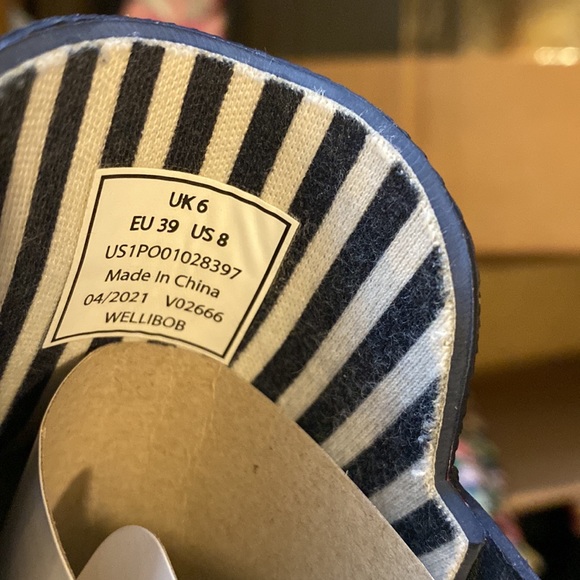 UK 6
EU 39 US 8
US1PO01028397
Made In China
04/2021 V02666
WELLIBOB